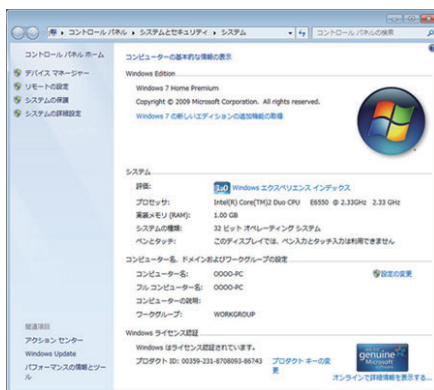 コントロール パネル ▸ システムとセキュリティ ▸ システム
コントロール パネルの検索
コントロール パネル ホーム
デバイス マネージャー
リモートの設定
システムの保護
システムの詳細設定
コンピューターの基本的な情報の表示
Windows Edition
Windows 7 Home Premium
Copyright © 2009 Microsoft Corporation. All rights reserved.
Windows 7 の新しいエディションの追加機能の取得
システム
評価: 1.0 Windows エクスペリエンス インデックス
プロセッサ: Intel(R) Core(TM)2 Duo CPU E6550 @ 2.33GHz 2.33 GHz
実装メモリ (RAM): 1.00 GB
システムの種類: 32 ビット オペレーティング システム
ペンとタッチ: このディスプレイでは、ペン入力とタッチ入力は利用できません
コンピューター名、ドメインおよびワークグループの設定
コンピューター名: OOOO-PC
設定の変更
フル コンピューター名: OOOO-PC
コンピューターの説明:
ワークグループ: WORKGROUP
Windows ライセンス認証
Windows はライセンス認証されています。
プロダクト ID: 00359-231-8708093-86743
プロダクト キーの変更
genuine
オンラインで詳細情報を表示する...
関連項目
アクション センター
Windows Update
パフォーマンスの情報とツール